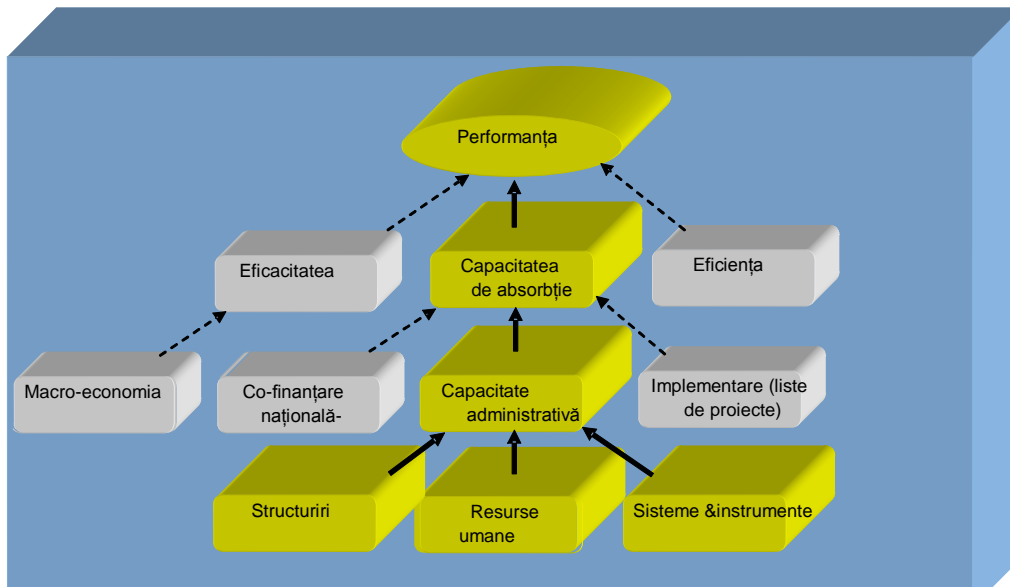 Performanța
Eficacitatea
Capacitatea
de absorbție
Eficiența
Macro-economia
Co-finanțare
națională-
Capacitate
administrativă
Implementare (liste
de proiecte)
Structuriri
Resurse
umane
Sisteme &instrumente